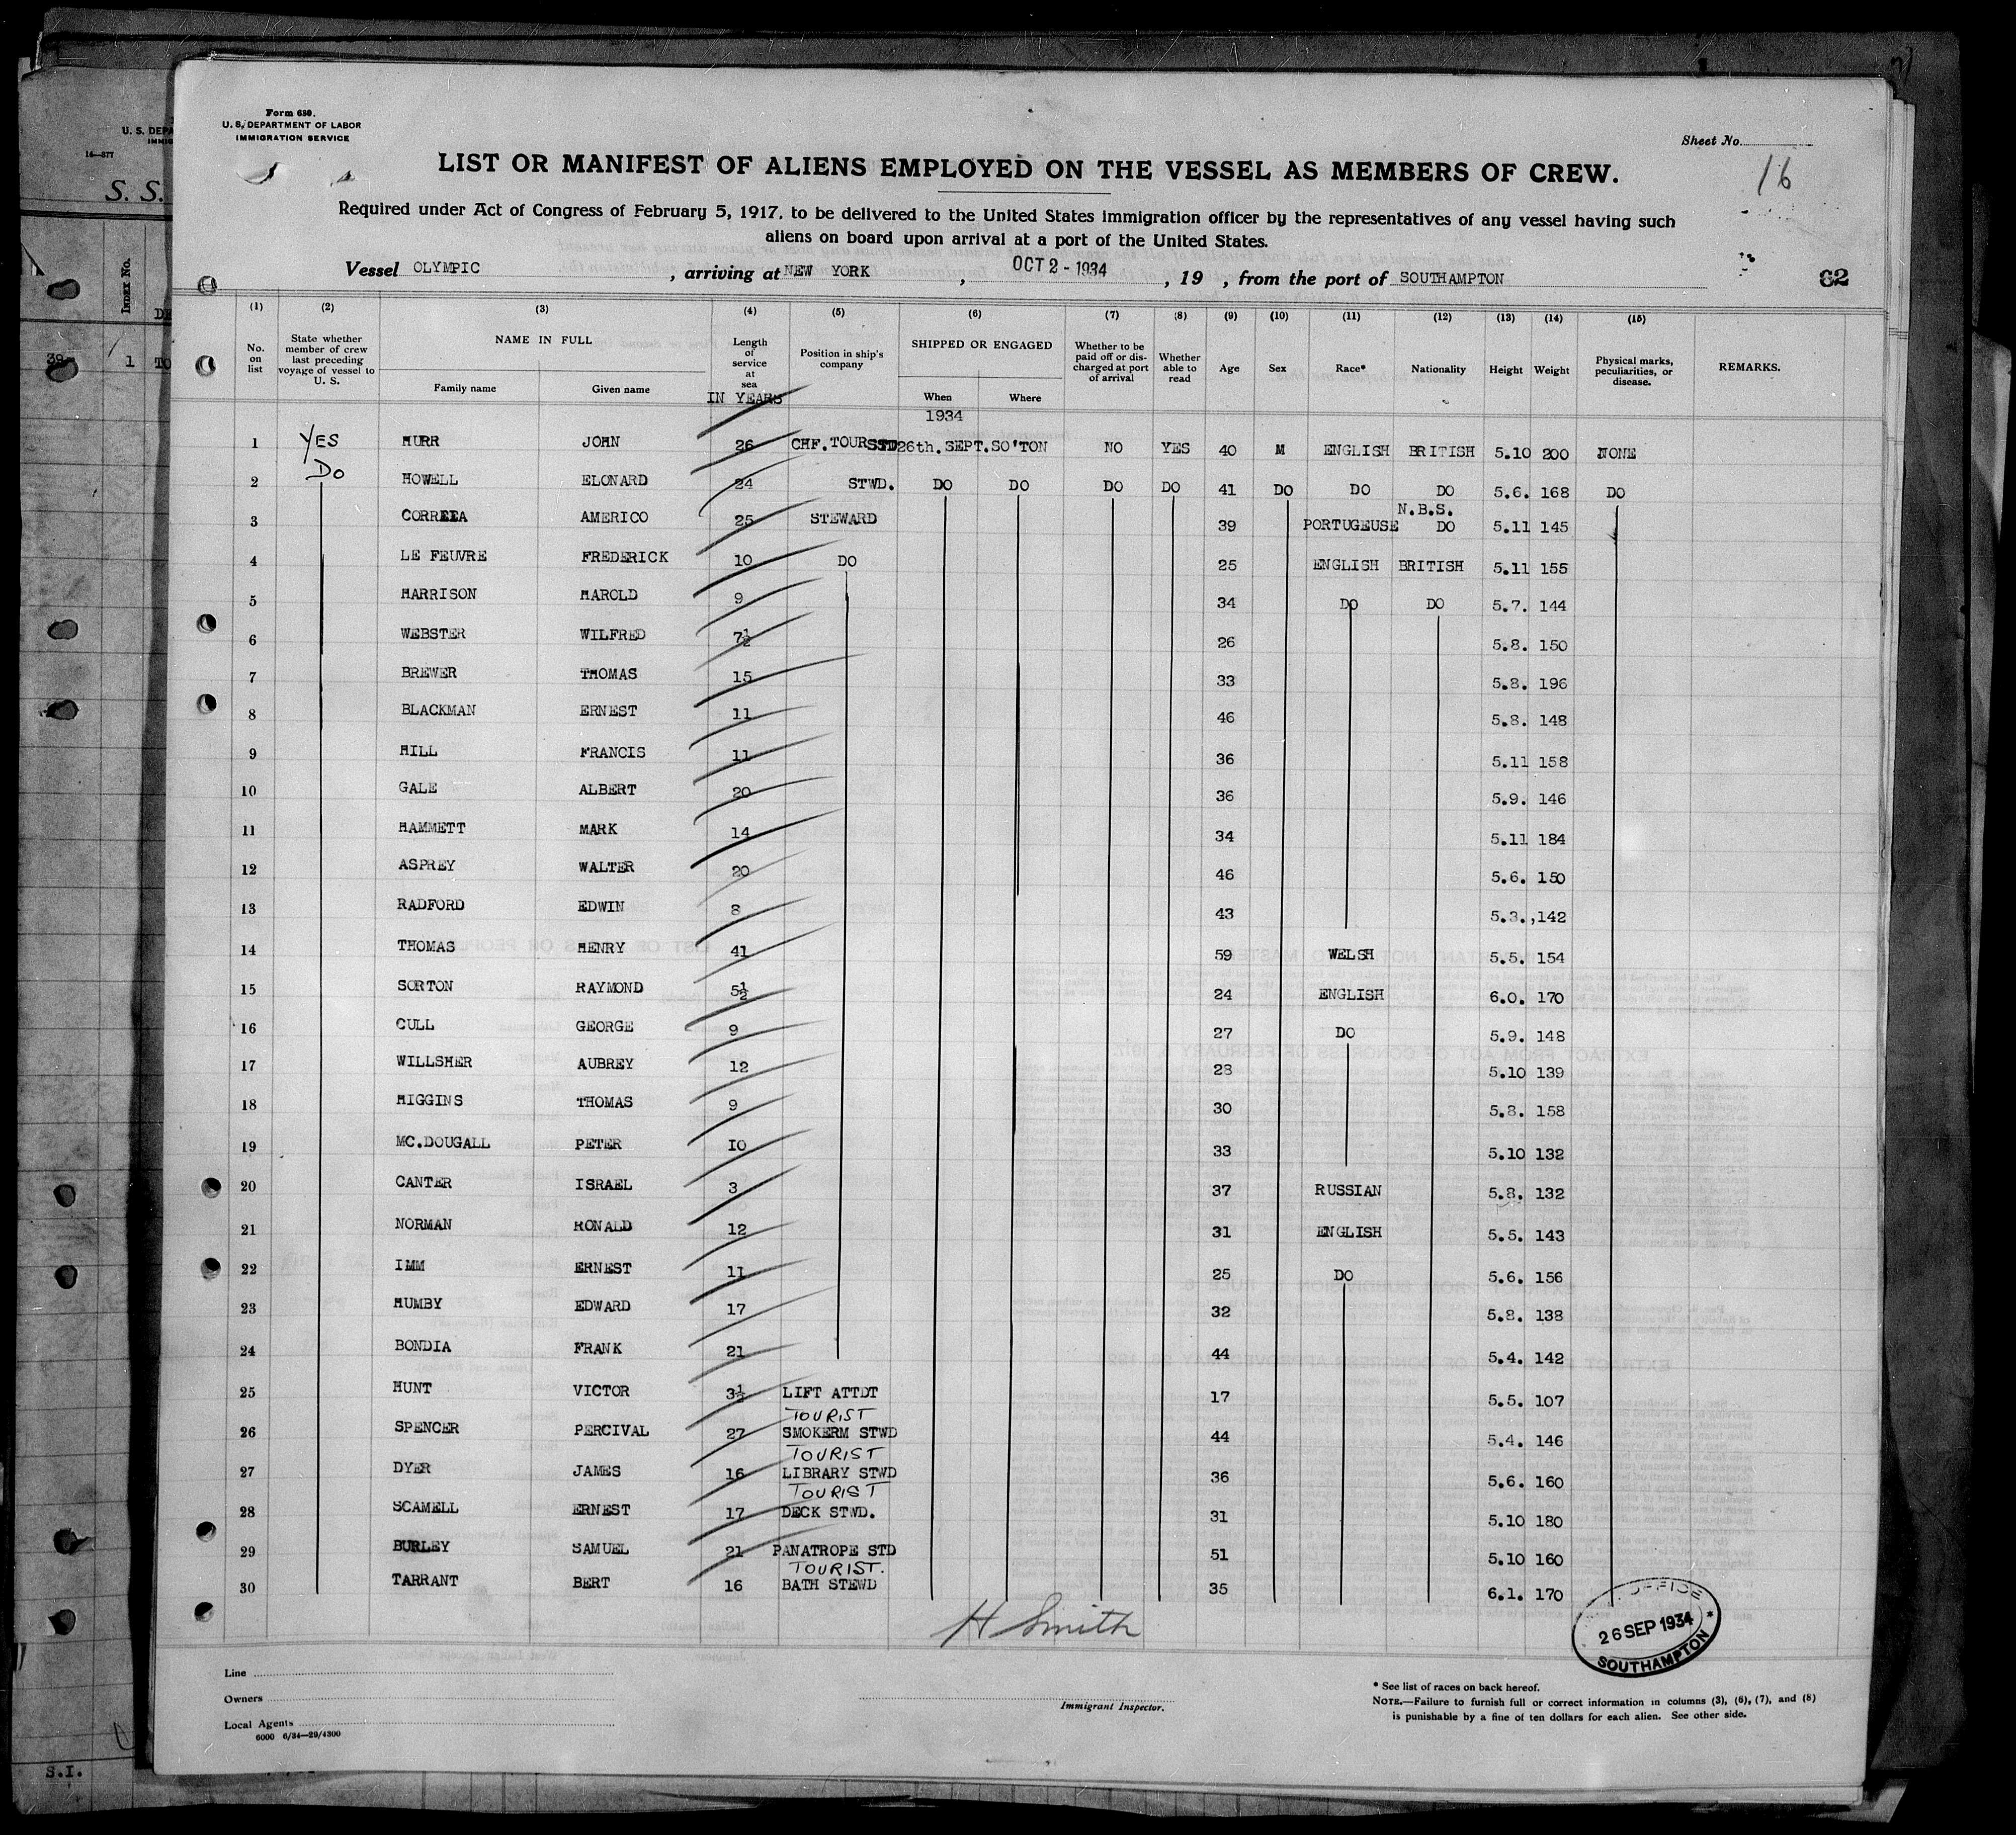 Form 680.
U. S. DEPARTMENT OF LABOR
IMMIGRATION SERVICE
Sheet No.
16
LIST OR MANIFEST OF ALIENS EMPLOYED ON THE VESSEL AS MEMBERS OF CREW.
Required under Act of Congress of February 5, 1917, to be delivered to the United States immigration officer by the representatives of any vessel having such
aliens on board upon arrival at a port of the United States.
Vessel OLYMPIC , arriving at NEW YORK , OCT 2 - 1934 , 19 , from the port of SOUTHAMPTON
62
(1) (2) (3) (4) (5) (6) (7) (8) (9) (10) (11) (12) (13) (14) (15)
No. on list State whether member of crew last preceding voyage of vessel to U. S. NAME IN FULL Family name Given name Length of service at sea IN YEARS Position in ship's company SHIPPED OR ENGAGED When Where Whether to be paid off or discharged at port of arrival Whether able to read Age Sex Race* Nationality Height Weight Physical marks, peculiarities, or disease. REMARKS.
1934
1 YES HURR JOHN 26 CHF. TOUR STD 26th. SEPT. SO'TON NO YES 40 M ENGLISH BRITISH 5.10 200 NONE
2 DO HOWELL ELONARD 24 STWD. DO DO DO DO 41 DO DO DO 5.6. 168 DO
N.B.S.
3 CORREIA AMERICO 25 STEWARD 39 PORTUGEUSE DO 5.11 145
4 LE FEUVRE FREDERICK 10 DO 25 ENGLISH BRITISH 5.11 155
5 HARRISON HAROLD 9 34 DO DO 5.7. 144
6 WEBSTER WILFRED 7½ 26 5.8. 150
7 BREWER THOMAS 15 33 5.8. 196
8 BLACKMAN ERNEST 11 46 5.8. 148
9 HILL FRANCIS 11 36 5.11 158
10 GALE ALBERT 20 36 5.9. 146
11 HAMMETT MARK 14 34 5.11 184
12 ASPREY WALTER 20 46 5.6. 150
13 RADFORD EDWIN 8 43 5.3., 142
14 THOMAS HENRY 41 59 WELSH 5.5. 154
15 SORTON RAYMOND 5½ 24 ENGLISH 6.0. 170
16 CULL GEORGE 9 27 DO 5.9. 148
17 WILLSHER AUBREY 12 28 5.10 139
18 HIGGINS THOMAS 9 30 5.8. 158
19 MC.DOUGALL PETER 10 33 5.10 132
20 CANTER ISRAEL 3 37 RUSSIAN 5.8. 132
21 NORMAN RONALD 12 31 ENGLISH 5.5. 143
22 IMM ERNEST 11 25 DO 5.6. 156
23 HUMBY EDWARD 17 32 5.8. 138
24 BONDIA FRANK 21 44 5.4. 142
25 HUNT VICTOR 3½ LIFT ATTDT 17 5.5. 107
TOURIST
26 SPENCER PERCIVAL 27 SMOKERM STWD 44 5.4. 146
TOURIST
27 DYER JAMES 16 LIBRARY STWD 36 5.6. 160
TOURIST
28 SCAMELL ERNEST 17 DECK STWD. 31 5.10 180
29 BURLEY SAMUEL 21 PANATROPE STD 51 5.10 160
TOURIST.
30 TARRANT BERT 16 BATH STEWD 35 6.1. 170
H Smith
OFFICE
26 SEP 1934
SOUTHAMPTON
Line
Owners
Local Agents
6000 6/34—29/4300
Immigrant Inspector.
* See list of races on back hereof.
NOTE.—Failure to furnish full or correct information in columns (3), (6), (7), and (8)
is punishable by a fine of ten dollars for each alien. See other side.
U. S. DEPA
IMMIG
14—377
S. S.
INDEX No.
39 1 TO
S.I.